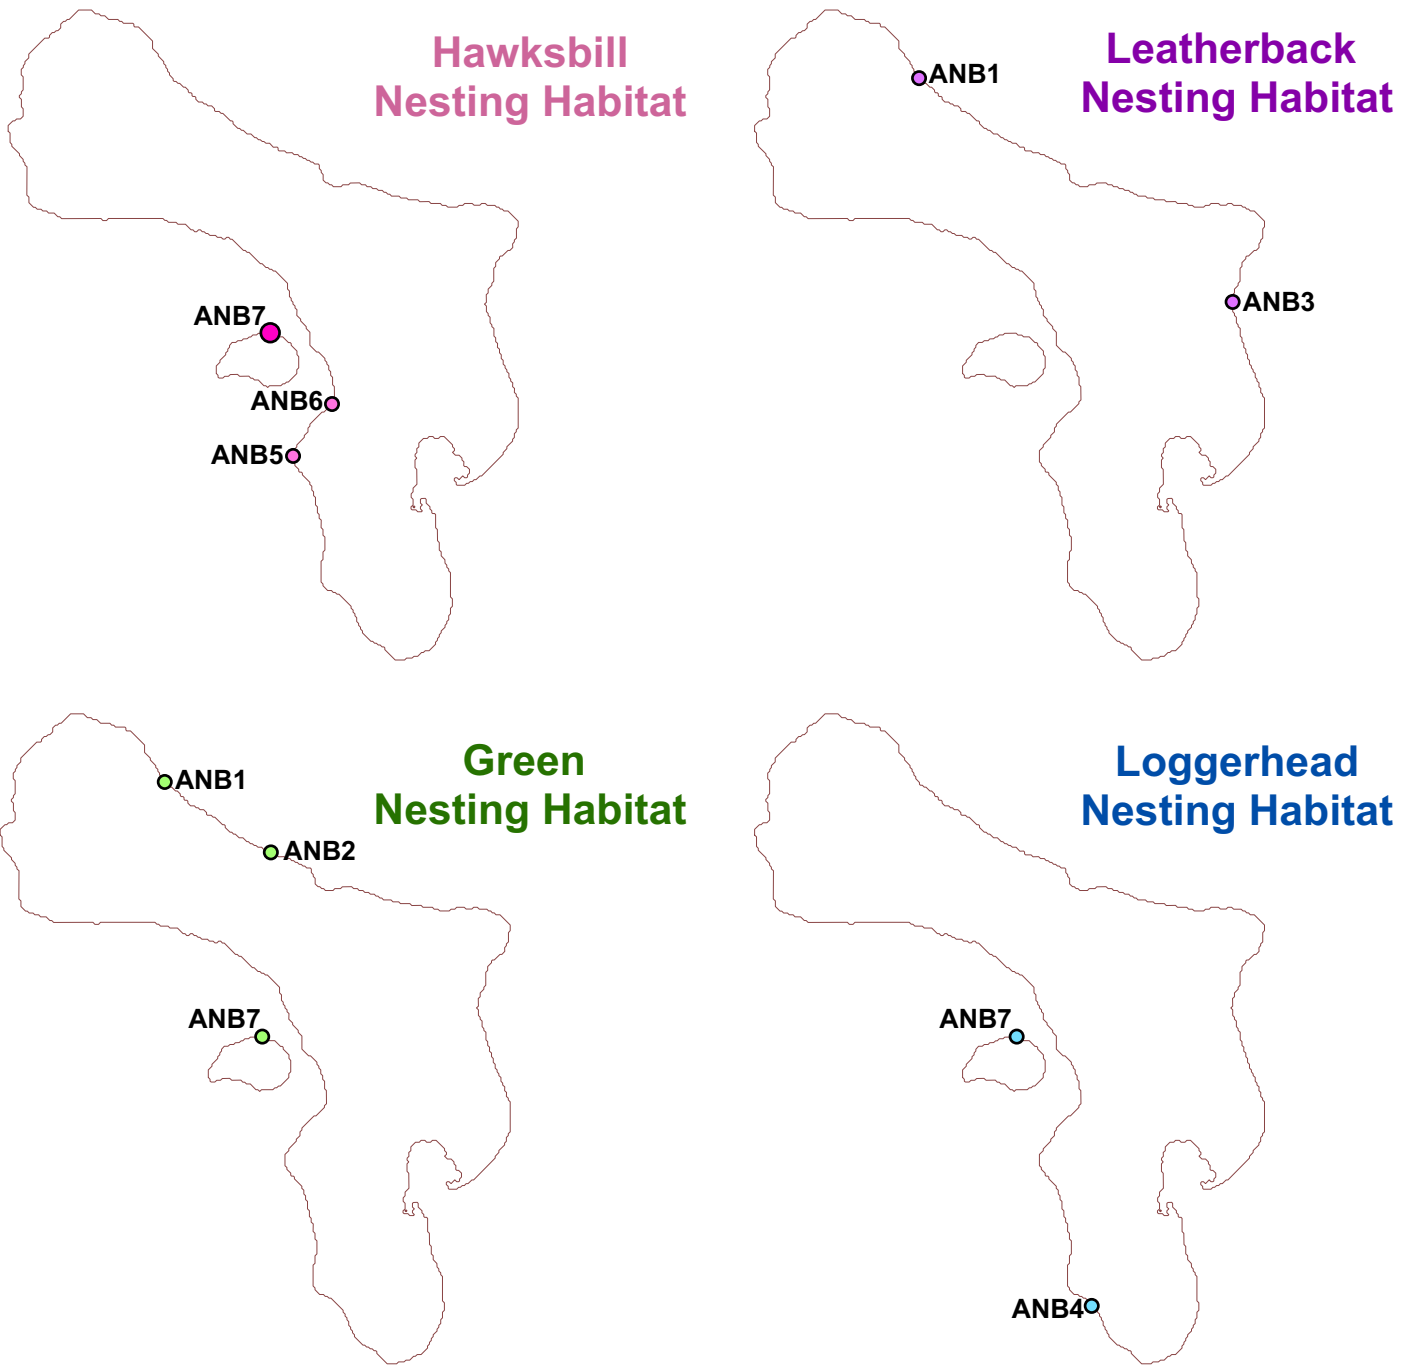 Hawksbill
Nesting Habitat
ANB7
ANB6
ANB5
Leatherback
Nesting Habitat
ANB1
ANB3
Green
Nesting Habitat
ANB1
ANB2
ANB7
Loggerhead
Nesting Habitat
ANB7
ANB4